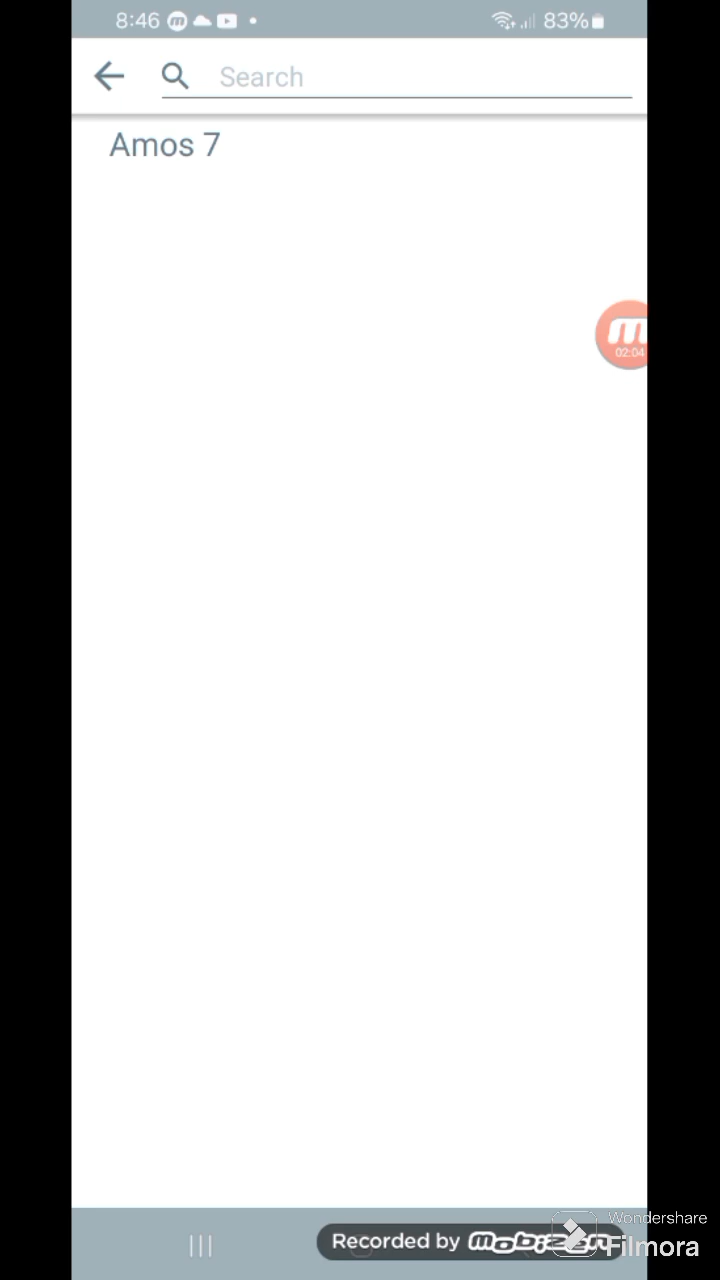 8:46 83%
Search
Amos 7
02:04
Recorded by mobizen
Wondershare
Filmora